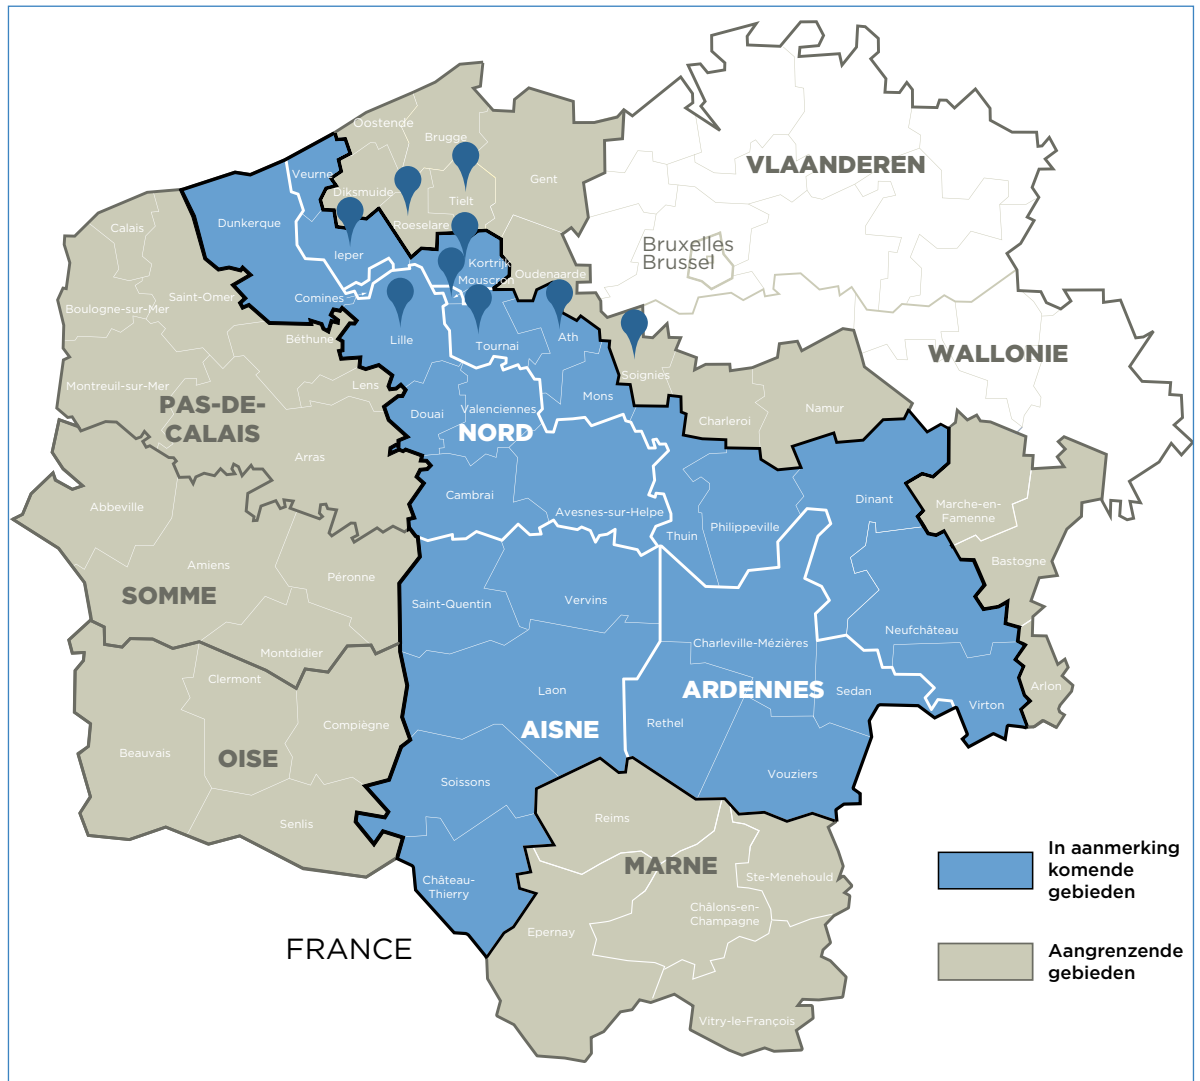 Oostende
Brugge
VLAANDEREN
Veurne
Diksmuide
Gent
Tielt
Calais
Dunkerque
Roeselare
Ieper
Bruxelles
Brussel
Kortrijk
Mouscron
Oudenaarde
Saint-Omer
Comines
Boulogne-sur-Mer
Béthune
Lille
Tournai
Ath
WALLONIE
Soignies
Montreuil-sur-Mer
Lens
PAS-DE-
CALAIS
Mons
Douai
Valenciennes
NORD
Charleroi
Namur
Arras
Abbeville
Cambrai
Avesnes-sur-Helpe
Thuin
Philippeville
Dinant
Marche-en-
Famenne
Bastogne
Amiens
Péronne
SOMME
Saint-Quentin
Vervins
Neufchâteau
Charleville-Mézières
Montdidier
Clermont
Laon
ARDENNES
Sedan
Arlon
Virton
Compiègne
Rethel
AISNE
Beauvais
OISE
Soissons
Vouziers
Senlis
Reims
MARNE
Château-
Thierry
Ste-Menehould
Châlons-en-
Champagne
Epernay
FRANCE
Vitry-le-François
In aanmerking
komende
gebieden
Aangrenzende
gebieden